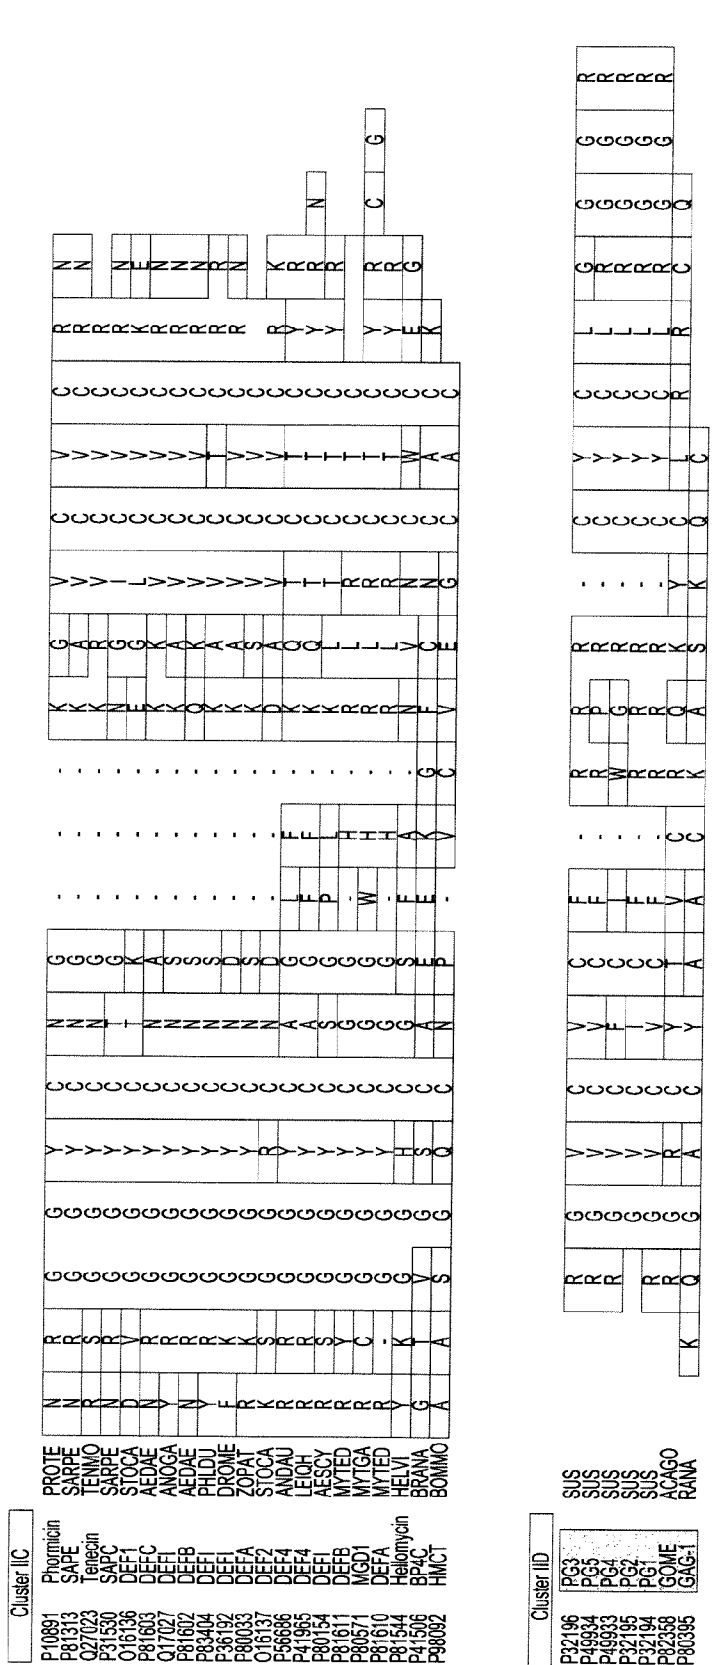 Cluster IIC
P10891 Phormicin PROTE N R G G Y C N G - - - K G V C V C R N
P81313 SAPE SARPE N R G G Y C N G - - - K A V C V C R N
Q27023 Tenecin TENMO R S G G Y C N G - - - K R V C V C R
P31530 SAPC SARPE N R G G Y C T G - - - N G I C V C R N
O16136 DEF1 STOCA D V G G Y C T K - - - E G L C V C K E
P81603 DEFC AEDAE N R G G Y C N A - - - K K V C V C R N
Q17027 DEFI ANOGA V R G G Y C N S - - - K A V C V C R N
P81602 DEFB AEDAE N R G G Y C N S - - - Q K V C V C R N
P83404 DEFI PHLDU V R G G Y C N S - - - K A V C T C R R
P36192 DEFI DROME F K G G Y C N D - - - K A V C V C R N
P80033 DEFA ZOPAT R K G G Y C N S - - - K S V C V C R
O16137 DEF2 STOCA K S G G R C N D - - - D A V C V C R K
P56686 DEF4 ANDAU R R G G Y C A G L F - K Q T C T C Y R
P41965 DEF4 LEIQH R R G G Y C A G F F - K Q T C T C Y R N
P80154 DEFI AESCY R S G G Y C S G P L - K L T C T C Y R
P81611 DEFB MYTED R Y G G Y C G G - H - R L R C T C
P80571 MGD1 MYTGA R C G G Y C G G W H - R L R C T C Y R C G
P81610 DEFA MYTED R - G G Y C G G - H - R L R C T C Y R
P81544 Heliomycin HELVI Y K G G H C G S F A - N V N C W C E G
P41506 BP4C BRANA G T V G S C A E E K G F C N C A C K
P98092 HMCT BOMMO A A S G Q C N P - V C V E G C A C
Cluster IID
P32196 PG3 SUS R G V C V C F - R R R - C Y C L G G G R
P49934 PG5 SUS R G V C V C F - R P R - C Y C L R G G R
P49933 PG4 SUS R G V C F C I - W G R - C Y C L R G G R
P32195 PG2 SUS G V C I C F - R R R - C Y C L R G G R
P32194 PG1 SUS R G V C V C F - R R R - C Y C L R G G R
P82358 GOME ACAGO R G R C Y T V C R Q K Y C L R R C Q
P80395 GAG-1 RANA K Q G A C Y A A C K A S K Q C